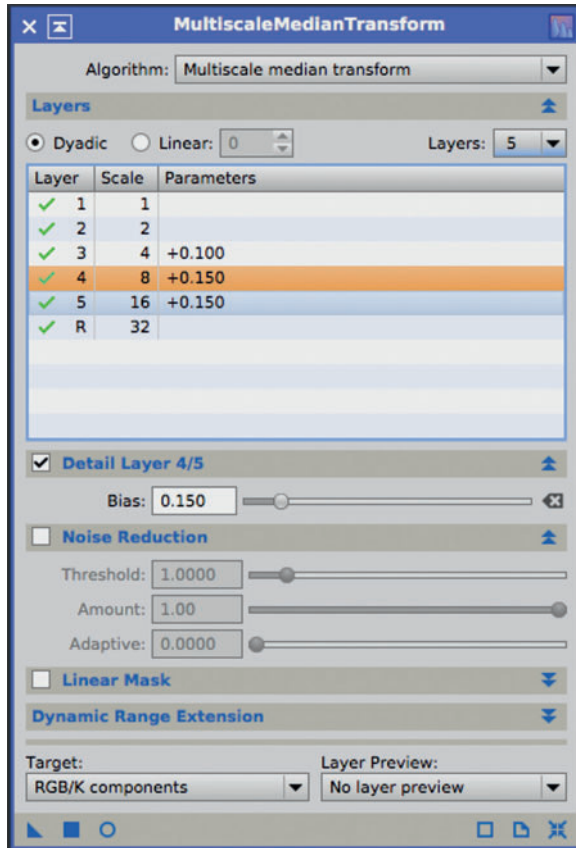 MultiscaleMedianTransform
Algorithm: Multiscale median transform
Layers
Dyadic Linear: 0 Layers: 5
Layer Scale Parameters
1 1
2 2
3 4 +0.100
4 8 +0.150
5 16 +0.150
R 32
Detail Layer 4/5
Bias: 0.150
Noise Reduction
Threshold: 1.0000
Amount: 1.00
Adaptive: 0.0000
Linear Mask
Dynamic Range Extension
Target: Layer Preview:
RGB/K components No layer preview